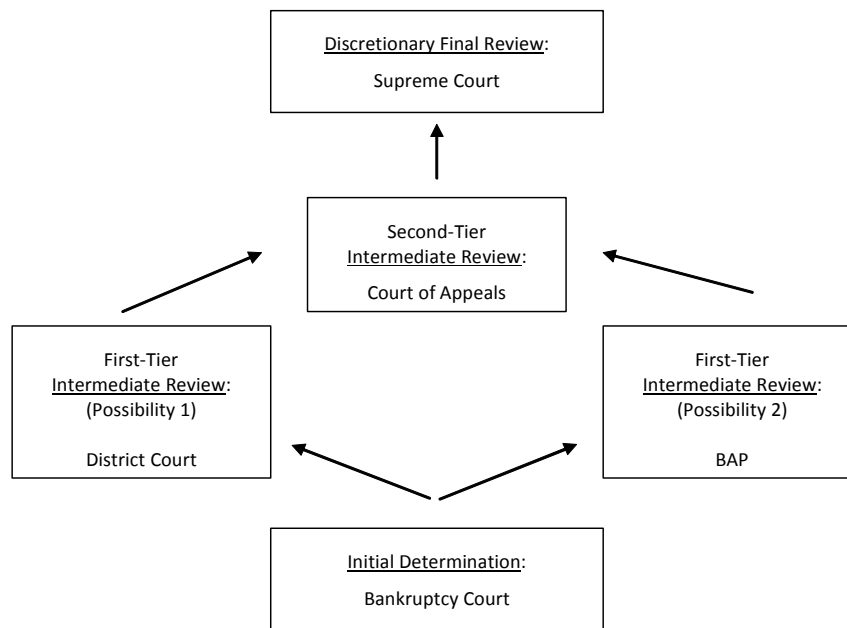 Discretionary Final Review:
Supreme Court
Second-Tier
Intermediate Review:
Court of Appeals
First-Tier
Intermediate Review:
(Possibility 1)
District Court
First-Tier
Intermediate Review:
(Possibility 2)
BAP
Initial Determination:
Bankruptcy Court